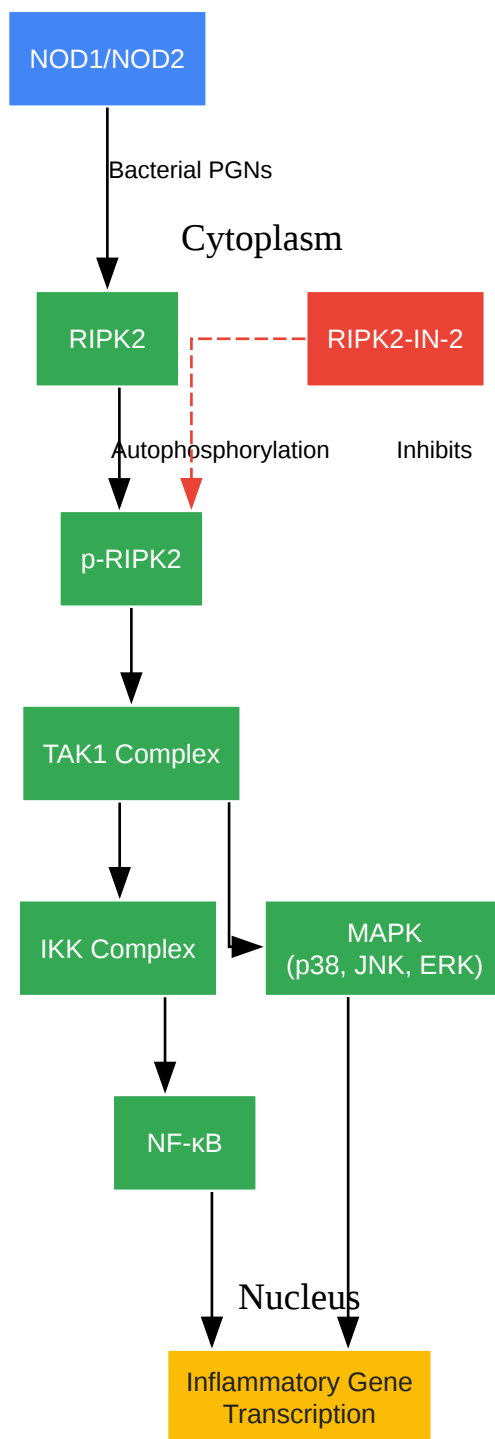 NOD1/NOD2
Bacterial PGNs
Cytoplasm
RIPK2
RIPK2-IN-2
Autophosphorylation
Inhibits
p-RIPK2
TAK1 Complex
IKK Complex
MAPK
(p38, JNK, ERK)
NF-κB
Nucleus
Inflammatory Gene
Transcription